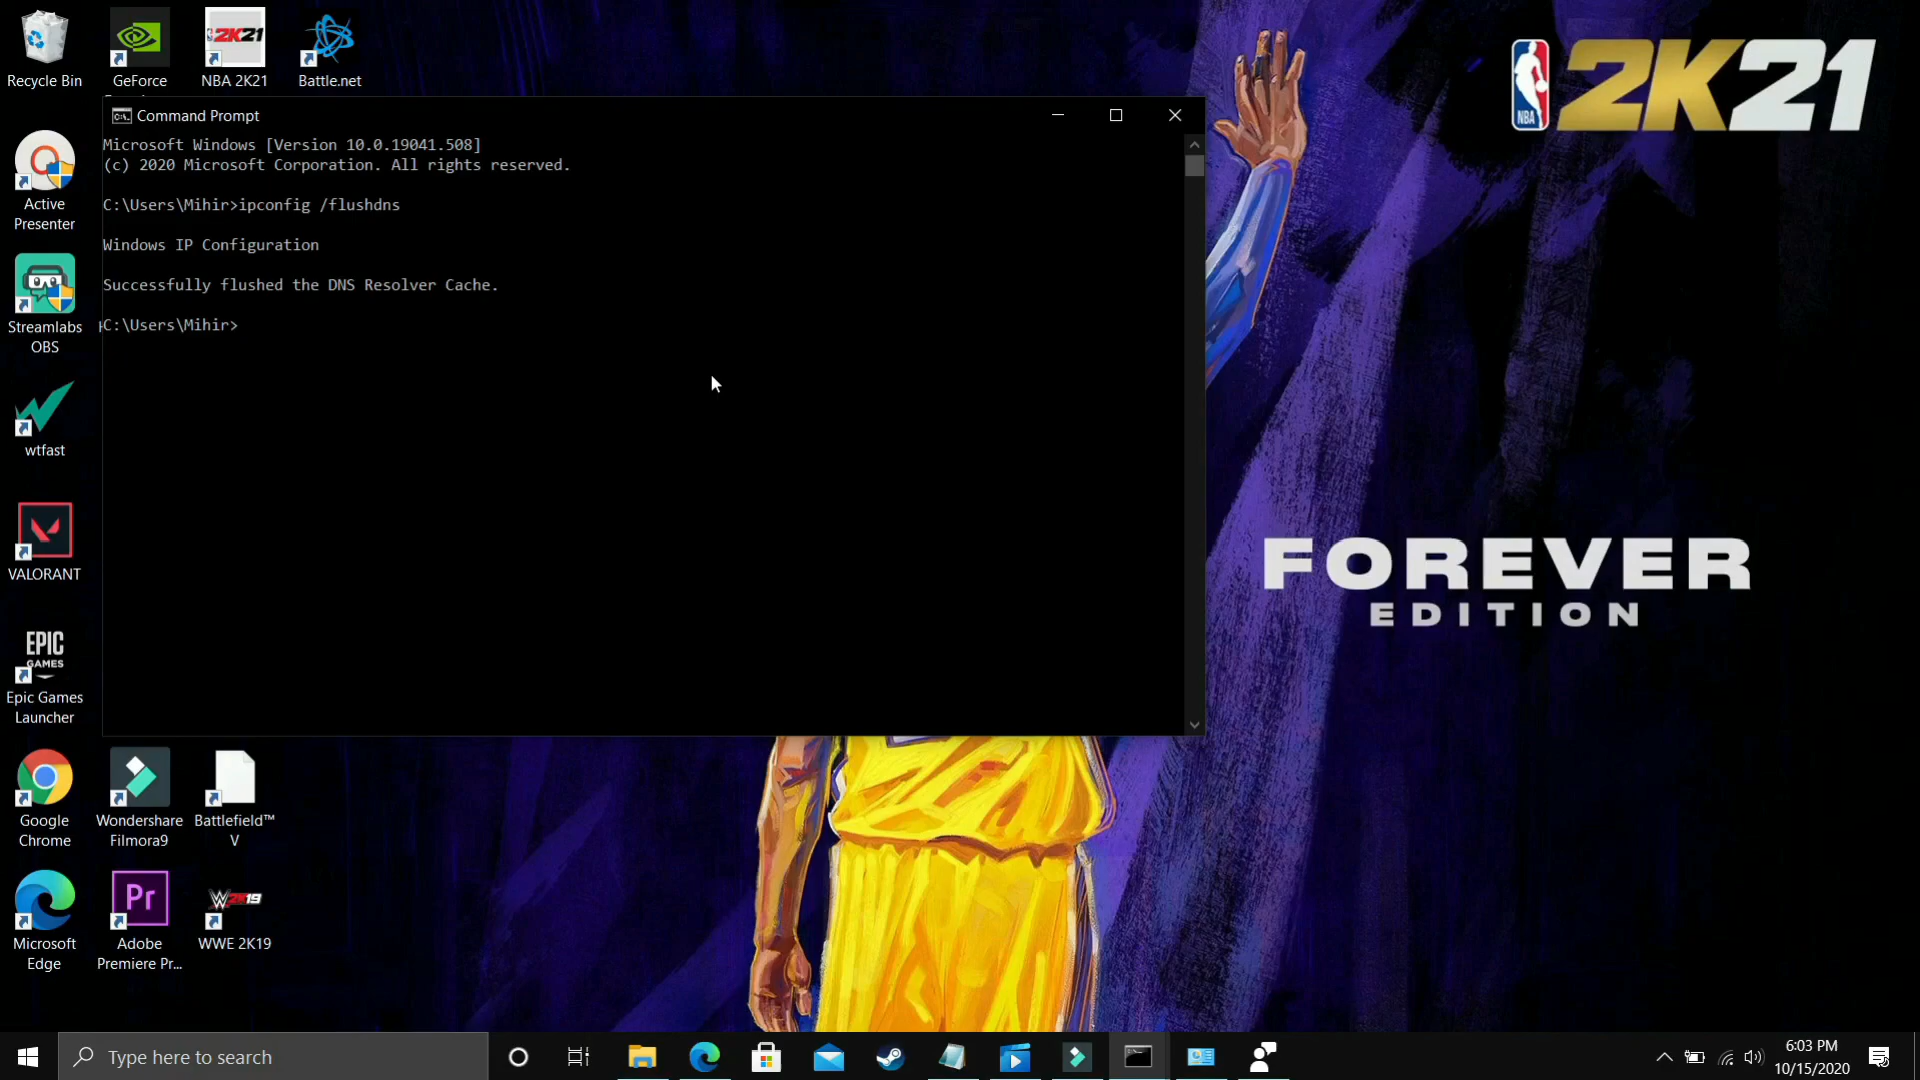 Recycle Bin
GeForce
NBA 2K21
Battle.net
2K21
NBA
2K21
Command Prompt
Microsoft Windows [Version 10.0.19041.508]
(c) 2020 Microsoft Corporation. All rights reserved.
C:\Users\Mihir>ipconfig /flushdns
Windows IP Configuration
Successfully flushed the DNS Resolver Cache.
C:\Users\Mihir>
Active
Presenter
Streamlabs
OBS
wtfast
VALORANT
EPIC
GAMES
Epic Games
Launcher
FOREVER
EDITION
Google
Chrome
Wondershare
Filmora9
Battlefield™
V
Microsoft
Edge
Pr
Adobe
Premiere Pr...
W2K19
WWE 2K19
Type here to search
6:03 PM
10/15/2020